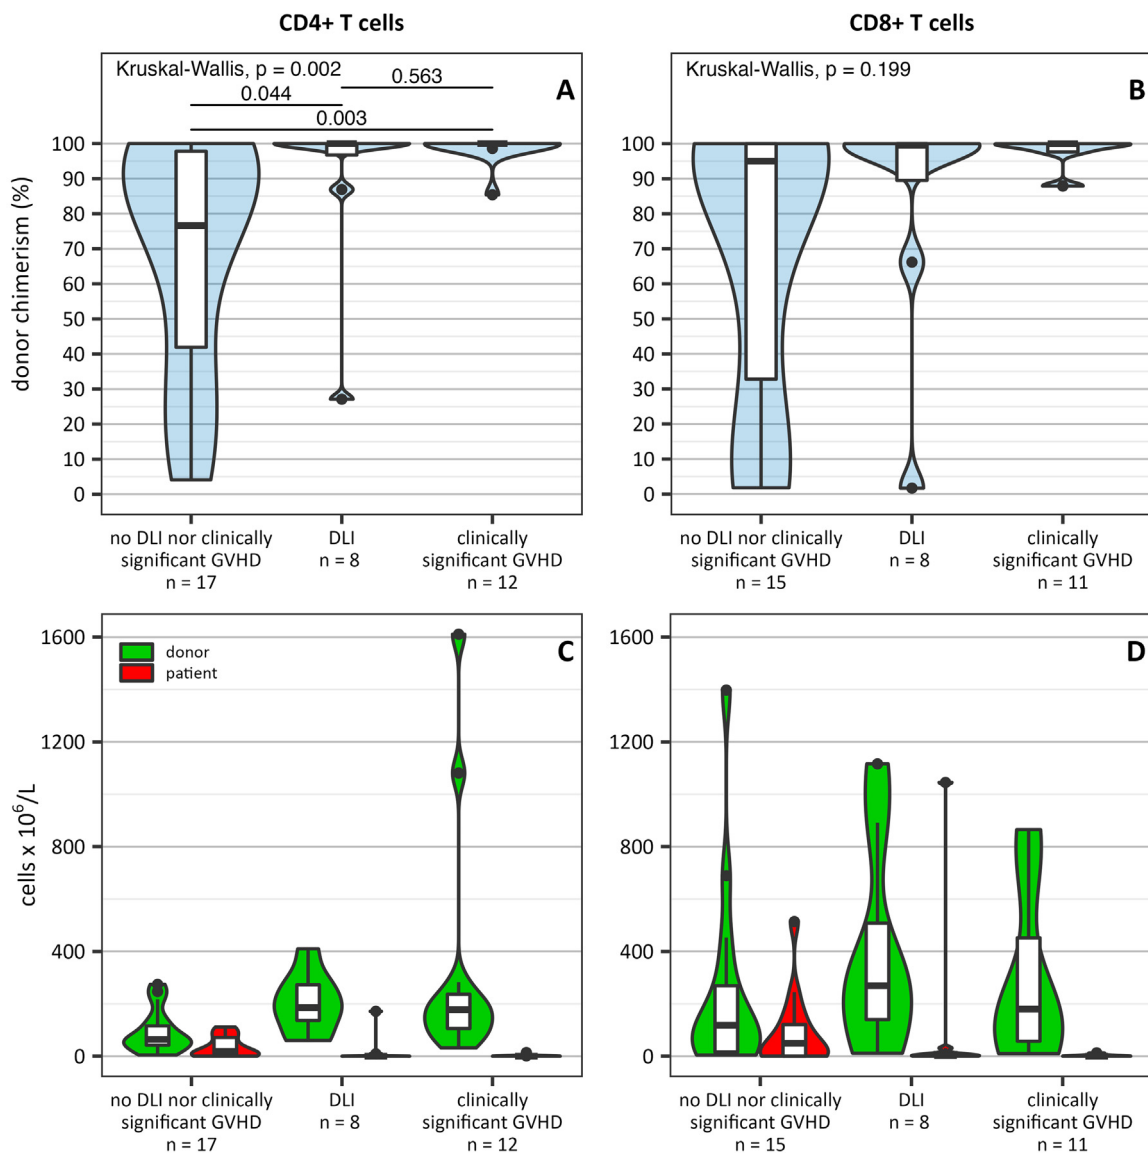 CD4+ T cells
CD8+ T cells
Kruskal-Wallis, p = 0.002
A
0.563
0.044
0.003
donor chimerism (%)
100
90
80
70
60
50
40
30
20
10
0
no DLI nor clinically
significant GVHD
n = 17
DLI
n = 8
clinically
significant GVHD
n = 12
Kruskal-Wallis, p = 0.199
B
100
90
80
70
60
50
40
30
20
10
0
no DLI nor clinically
significant GVHD
n = 15
DLI
n = 8
clinically
significant GVHD
n = 11
C
donor
patient
cells x 10⁶/L
1600
1200
800
400
0
no DLI nor clinically
significant GVHD
n = 17
DLI
n = 8
clinically
significant GVHD
n = 12
D
1600
1200
800
400
0
no DLI nor clinically
significant GVHD
n = 15
DLI
n = 8
clinically
significant GVHD
n = 11